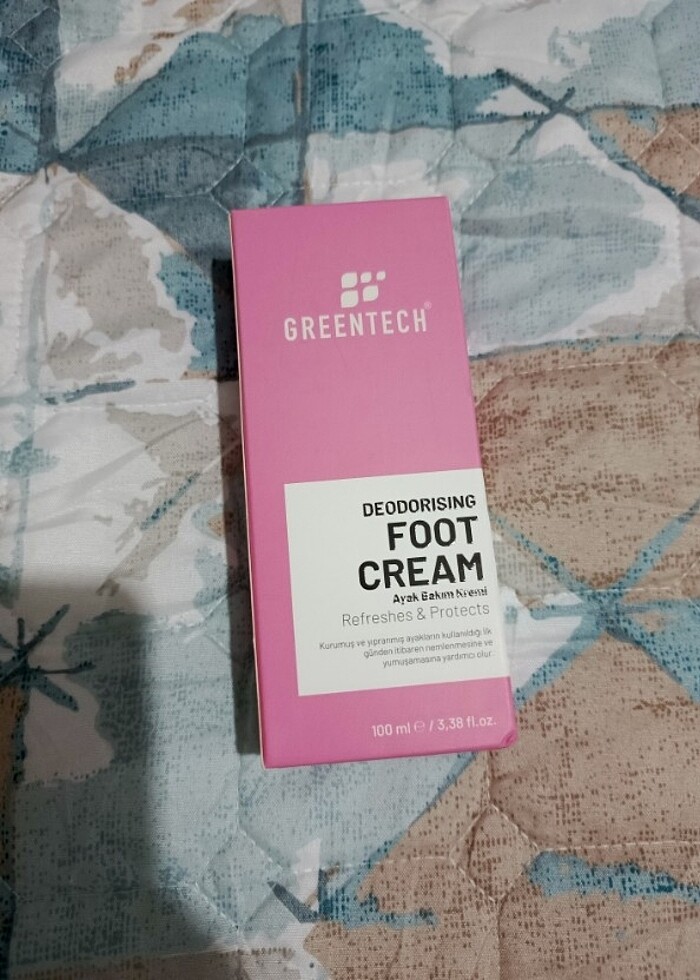 GREENTECH®
DEODORISING
FOOT
CREAM
Ayak Bakım Kremi
Refreshes & Protects
Kurumuş ve yıpranmış ayakların kullanıldığı ilk
günden itibaren nemlenmesine ve
yumuşamasına yardımcı olur.
100 ml ℮ / 3,38 fl.oz.